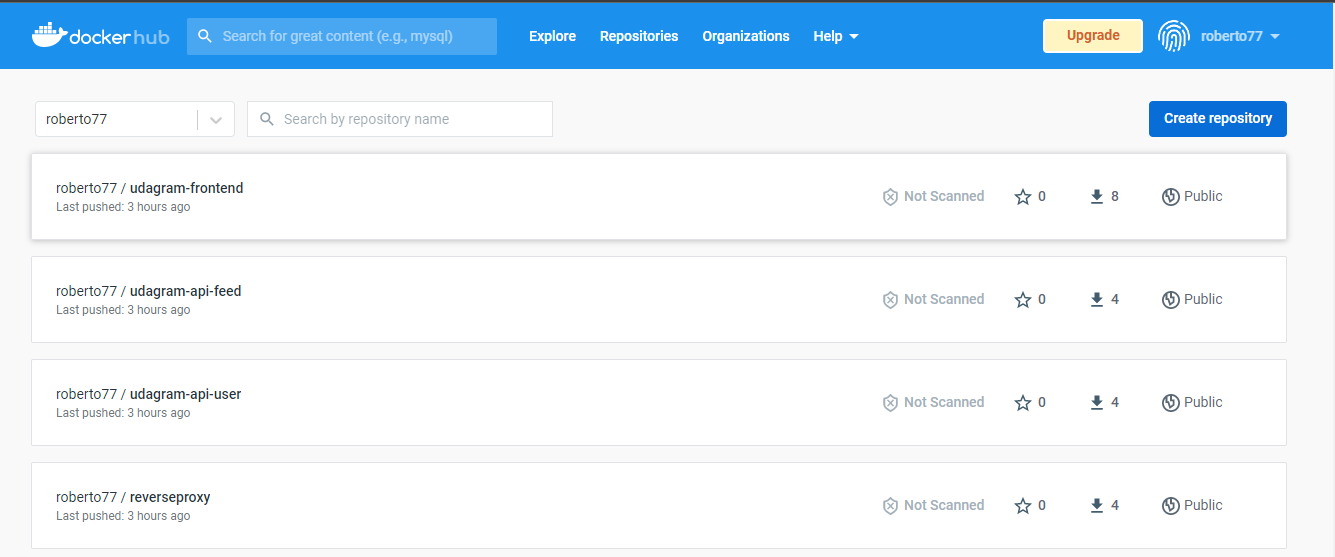 docker hub Search for great content (e.g., mysql) Explore Repositories Organizations Help Upgrade roberto77
roberto77 Search by repository name Create repository
roberto77 / udagram-frontend
Last pushed: 3 hours ago
Not Scanned 0 8 Public
roberto77 / udagram-api-feed
Last pushed: 3 hours ago
Not Scanned 0 4 Public
roberto77 / udagram-api-user
Last pushed: 3 hours ago
Not Scanned 0 4 Public
roberto77 / reverseproxy
Last pushed: 3 hours ago
Not Scanned 0 4 Public